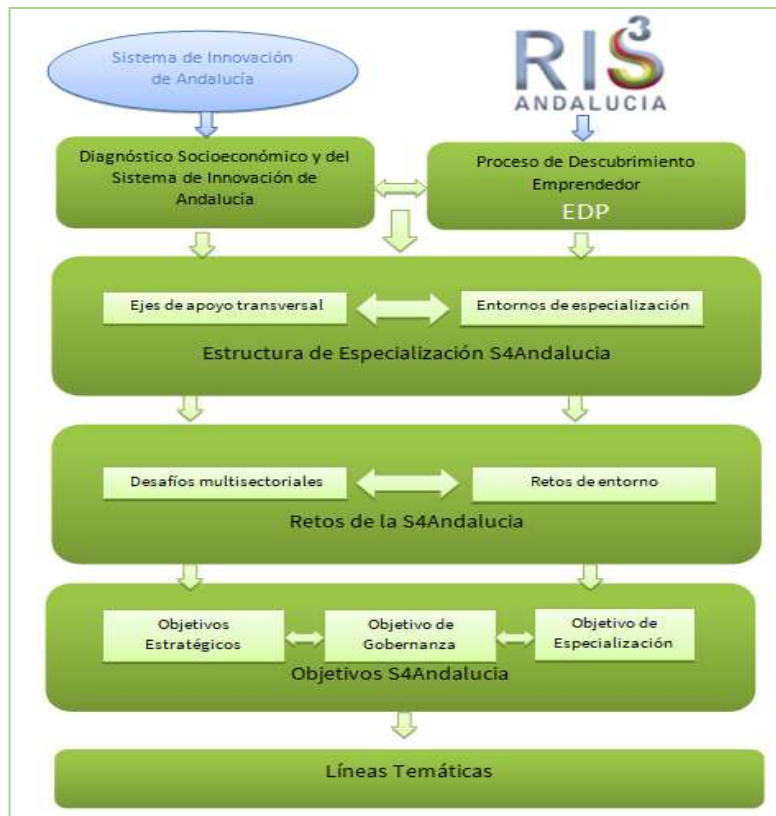 Sistema de Innovación
de Andalucía
RIS3
ANDALUCIA
Diagnóstico Socioeconómico y del
Sistema de Innovación de
Andalucía
Proceso de Descubrimiento
Emprendedor
EDP
Ejes de apoyo transversal
Entornos de especialización
Estructura de Especialización S4Andalucia
Desafíos multisectoriales
Retos de entorno
Retos de la S4Andalucia
Objetivos
Estratégicos
Objetivo de
Gobernanza
Objetivo de
Especialización
Objetivos S4Andalucia
Líneas Temáticas